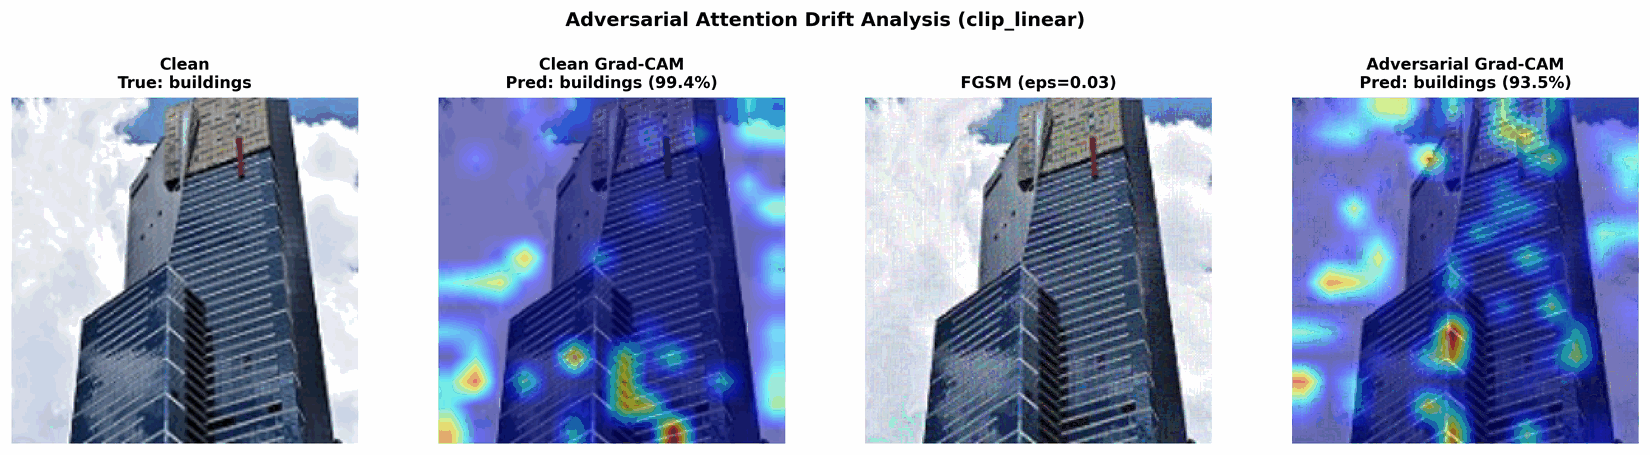 Adversarial Attention Drift Analysis (clip_linear)
Clean
True: buildings
Clean Grad-CAM
Pred: buildings (99.4%)
FGSM (eps=0.03)
Adversarial Grad-CAM
Pred: buildings (93.5%)